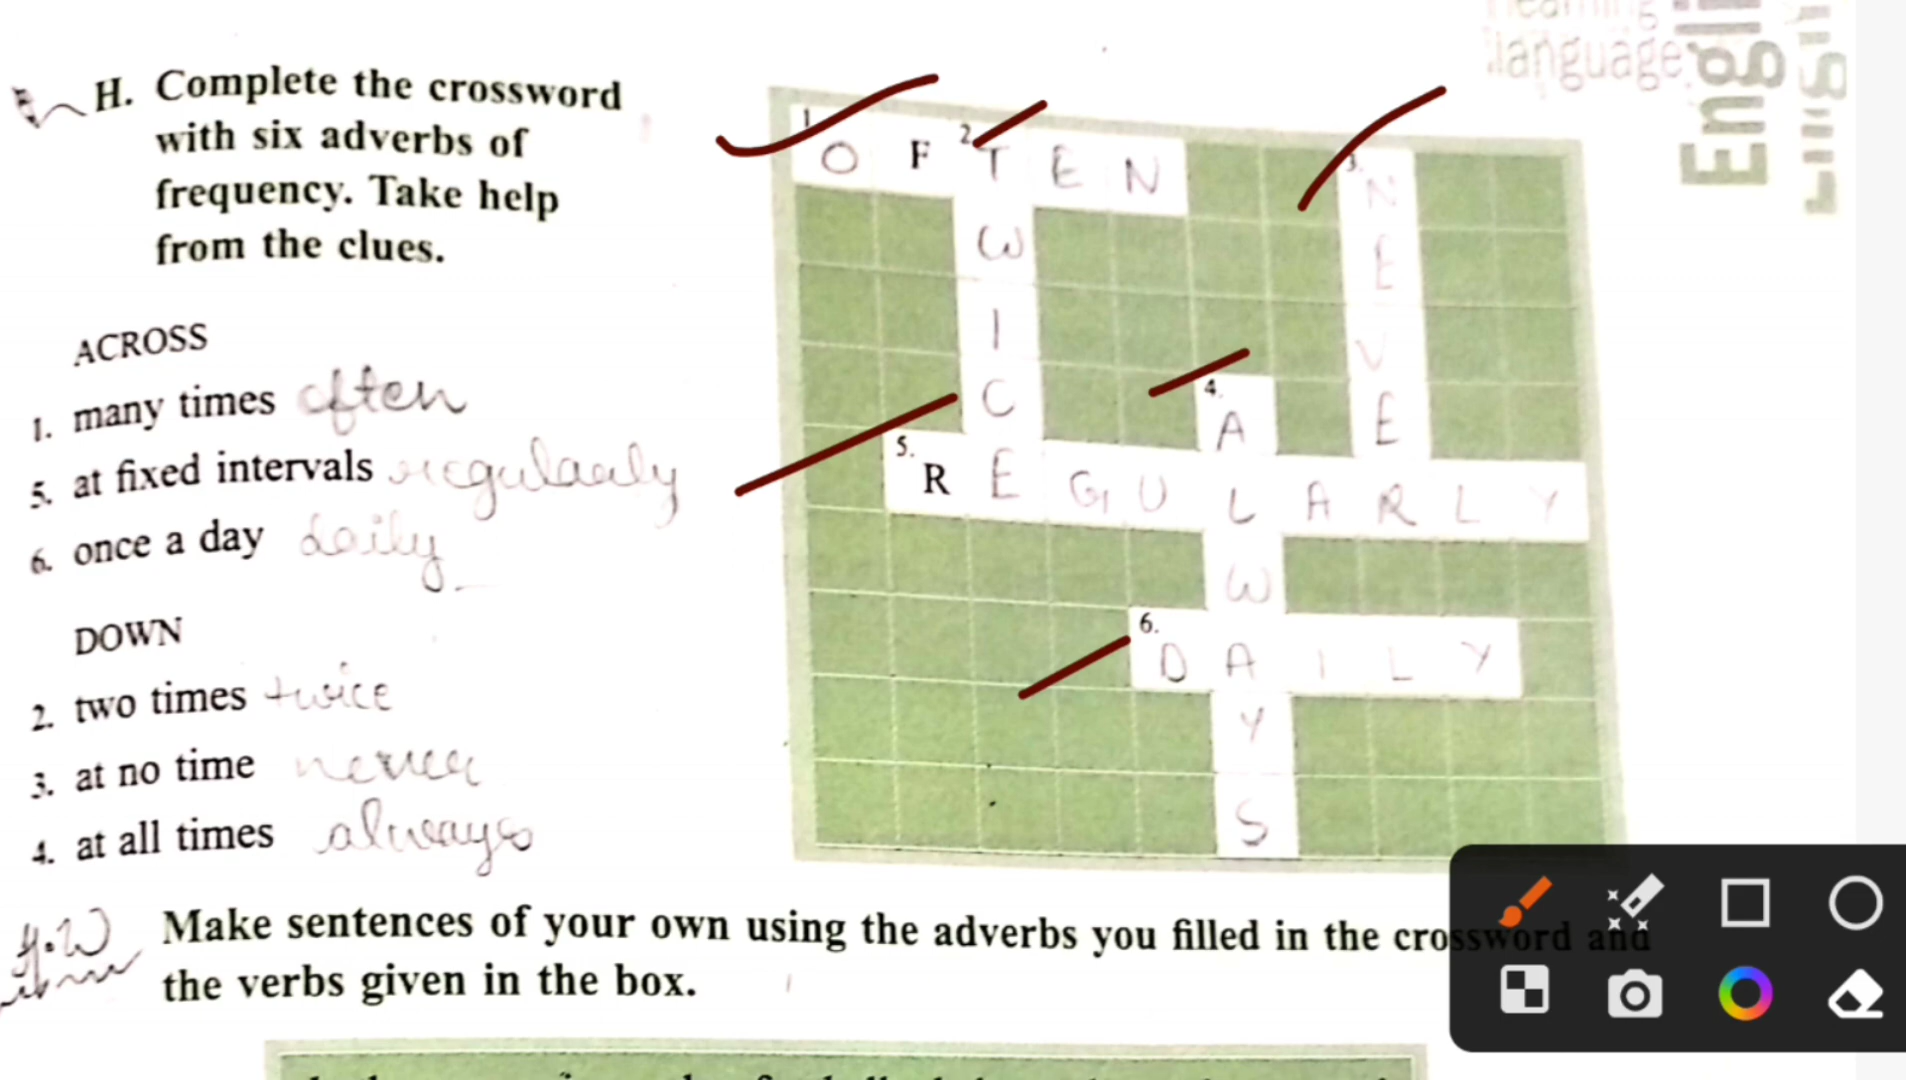 learning
language
English
H. Complete the crossword
with six adverbs of
frequency. Take help
from the clues.
ACROSS
1. many times often
5. at fixed intervals regularly
6. once a day daily
DOWN
2. two times twice
3. at no time never
4. at all times always
1. O F 2. T E N 3. N
W E
I V
C 4. A E
5. R E G U L A R L Y
W
6. D A I L Y
Y
S
H.W
Make sentences of your own using the adverbs you filled in the crossword and
the verbs given in the box.